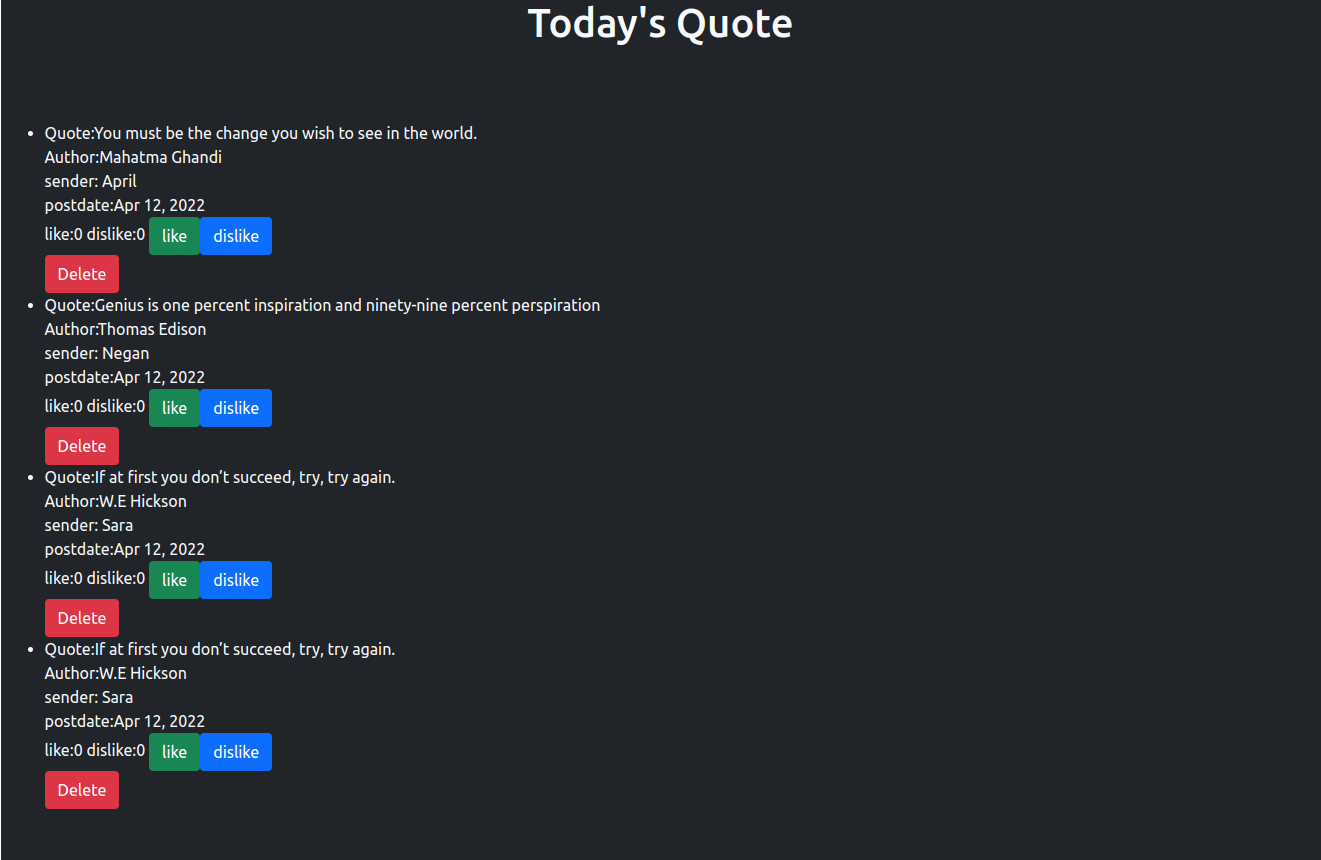 Today's Quote
Quote:You must be the change you wish to see in the world.
Author:Mahatma Ghandi
sender: April
postdate:Apr 12, 2022
like:0 dislike:0 like dislike
Delete
Quote:Genius is one percent inspiration and ninety-nine percent perspiration
Author:Thomas Edison
sender: Negan
postdate:Apr 12, 2022
like:0 dislike:0 like dislike
Delete
Quote:If at first you don’t succeed, try, try again.
Author:W.E Hickson
sender: Sara
postdate:Apr 12, 2022
like:0 dislike:0 like dislike
Delete
Quote:If at first you don’t succeed, try, try again.
Author:W.E Hickson
sender: Sara
postdate:Apr 12, 2022
like:0 dislike:0 like dislike
Delete